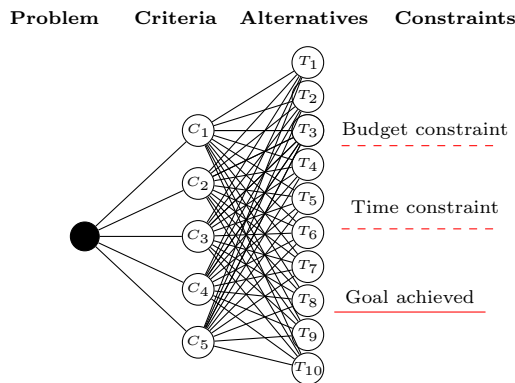 Problem Criteria Alternatives Constraints
T1
T2
C1
T3
Budget constraint
T4
C2
T5
Time constraint
C3
T6
T7
C4
T8
Goal achieved
T9
C5
T10